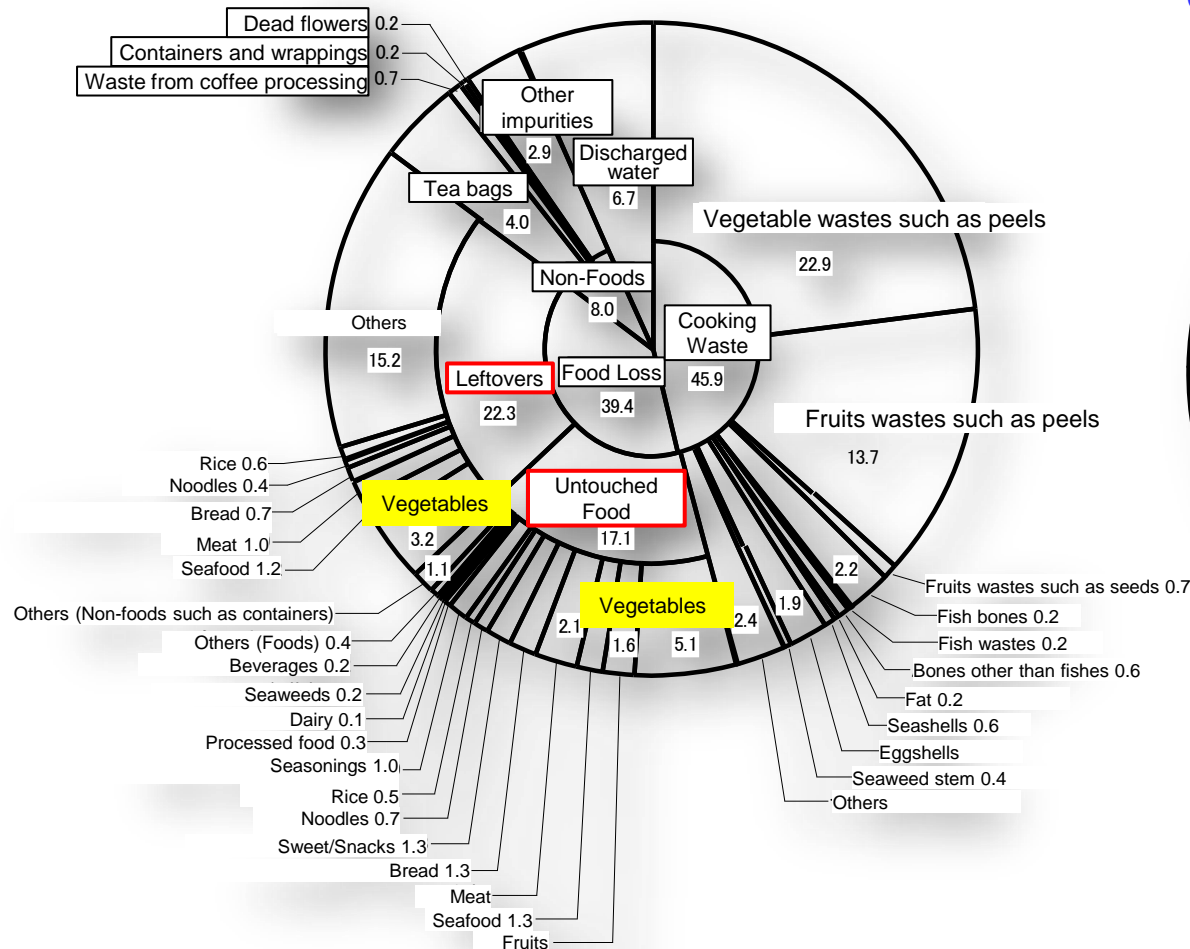 Dead flowers 0.2
Containers and wrappings 0.2
Waste from coffee processing 0.7
Other
impurities
2.9
Discharged
water
6.7
Tea bags
4.0
Vegetable wastes such as peels
22.9
Non-Foods
8.0
Cooking
Waste
45.9
Others
15.2
Leftovers
22.3
Food Loss
39.4
Fruits wastes such as peels
13.7
Rice 0.6
Noodles 0.4
Bread 0.7
Meat 1.0
Seafood 1.2
Vegetables
3.2
1.1
Untouched
Food
17.1
Vegetables
5.1
2.1
1.6
2.4
1.9
2.2
Fruits wastes such as seeds 0.7
Fish bones 0.2
Fish wastes 0.2
Bones other than fishes 0.6
Fat 0.2
Seashells 0.6
Eggshells
Seaweed stem 0.4
Others
Others (Non-foods such as containers)
Others (Foods) 0.4
Beverages 0.2
Seaweeds 0.2
Dairy 0.1
Processed food 0.3
Seasonings 1.0
Rice 0.5
Noodles 0.7
Sweet/Snacks 1.3
Bread 1.3
Meat
Seafood 1.3
Fruits